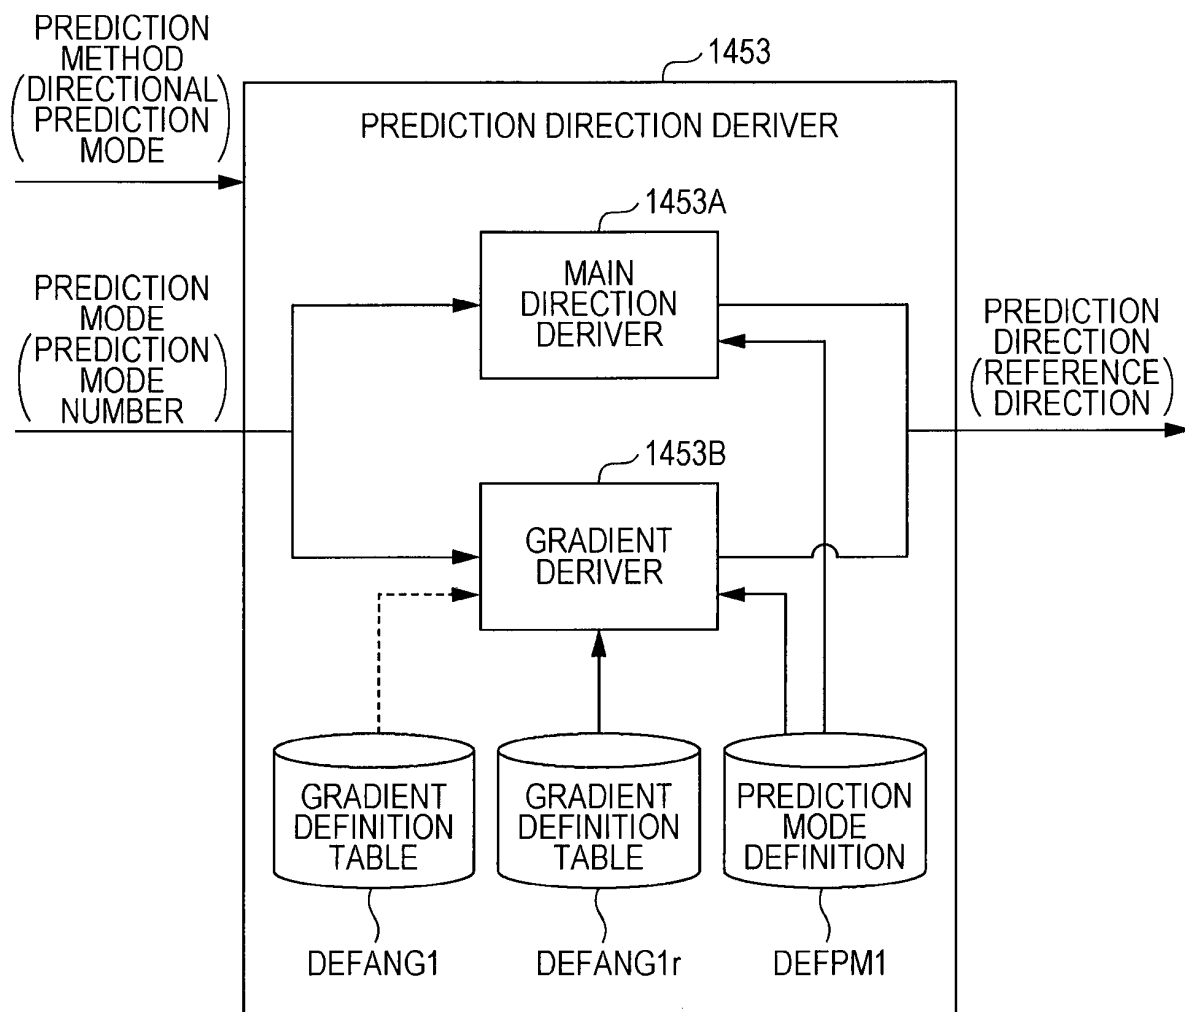 PREDICTION
METHOD
(DIRECTIONAL
PREDICTION
MODE)
1453
PREDICTION DIRECTION DERIVER
1453A
MAIN
DIRECTION
DERIVER
PREDICTION
MODE
(PREDICTION
MODE
NUMBER)
PREDICTION
DIRECTION
(REFERENCE
DIRECTION)
1453B
GRADIENT
DERIVER
GRADIENT
DEFINITION
TABLE
GRADIENT
DEFINITION
TABLE
PREDICTION
MODE
DEFINITION
DEFANG1
DEFANG1r
DEFPM1